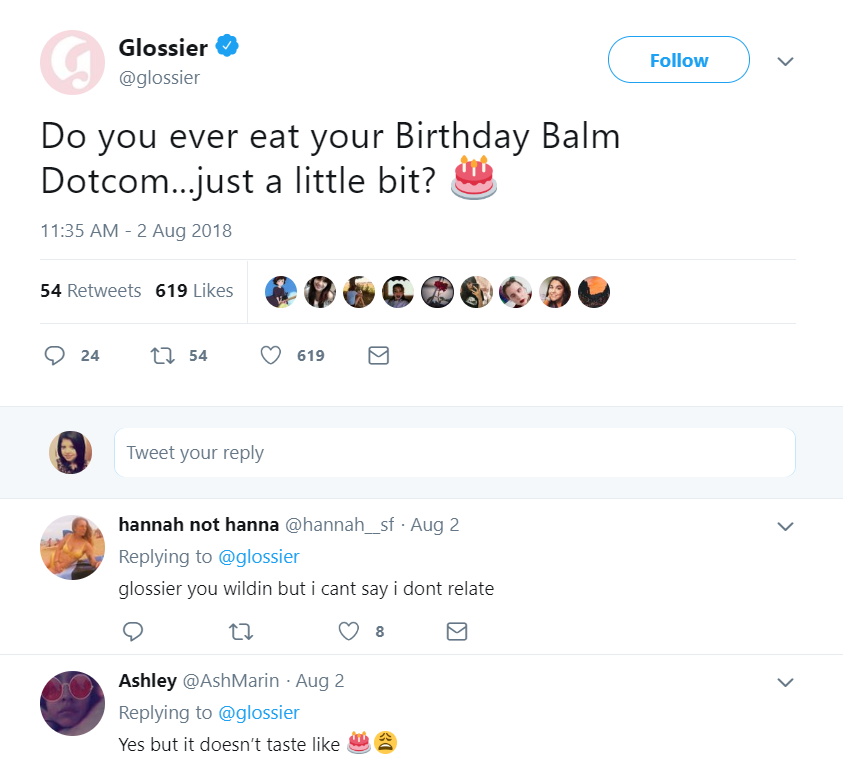 Glossier
@glossier
Follow
Do you ever eat your Birthday Balm
Dotcom...just a little bit? 🎂
11:35 AM - 2 Aug 2018
54 Retweets 619 Likes
24 54 619
Tweet your reply
hannah not hanna @hannah__sf · Aug 2
Replying to @glossier
glossier you wildin but i cant say i dont relate
8
Ashley @AshMarin · Aug 2
Replying to @glossier
Yes but it doesn’t taste like 🎂😩